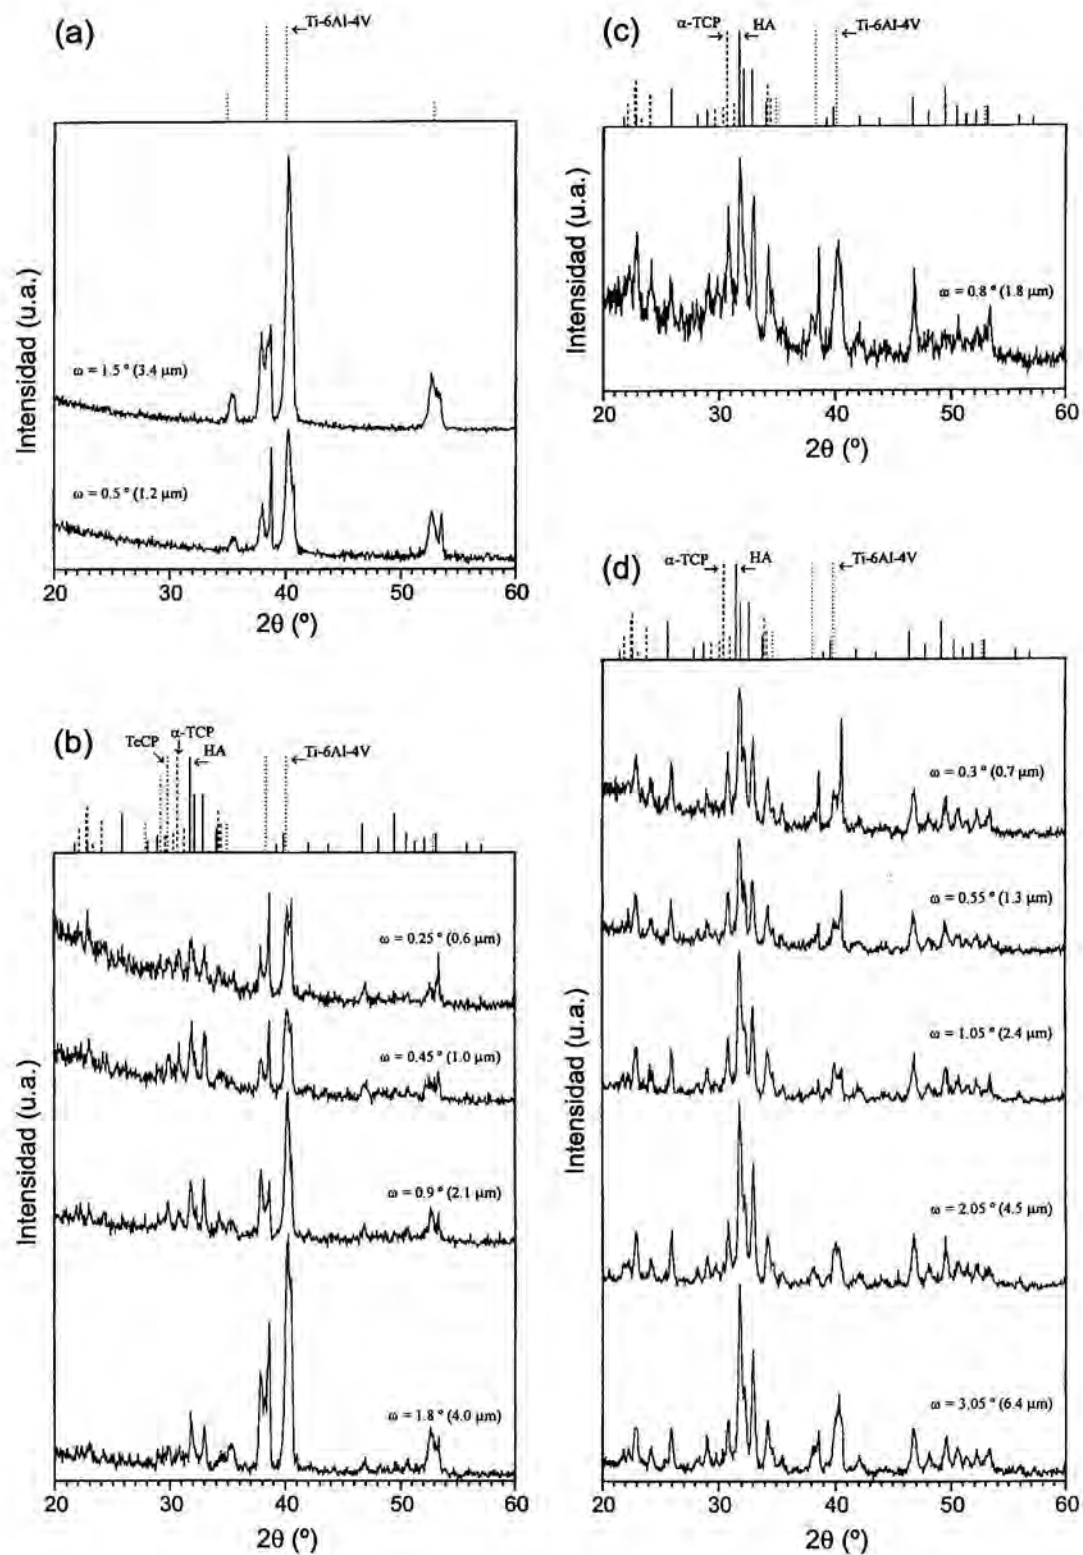 (a)
Ti-6Al-4V
Intensidad (u.a.)
ω = 1.5 º (3.4 μm)
ω = 0.5 º (1.2 μm)
20 30 40 50 60
2θ (º)
(b)
TeCP
α-TCP
HA
Ti-6Al-4V
Intensidad (u.a.)
Intensidad (u.a.)
ω = 0.25 º (0.6 μm)
ω = 0.45 º (1.0 μm)
ω = 0.9 º (2.1 μm)
ω = 1.8 º (4.0 μm)
20 30 40 50 60
2θ (º)
(c)
α-TCP
HA
Ti-6Al-4V
Intensidad (u.a.)
ω = 0.8 º (1.8 μm)
20 30 40 50 60
2θ (º)
(d)
α-TCP
HA
Ti-6Al-4V
Intensidad (u.a.)
ω = 0.3 º (0.7 μm)
ω = 0.55 º (1.3 μm)
ω = 1.05 º (2.4 μm)
ω = 2.05 º (4.5 μm)
ω = 3.05 º (6.4 μm)
20 30 40 50 60
2θ (º)